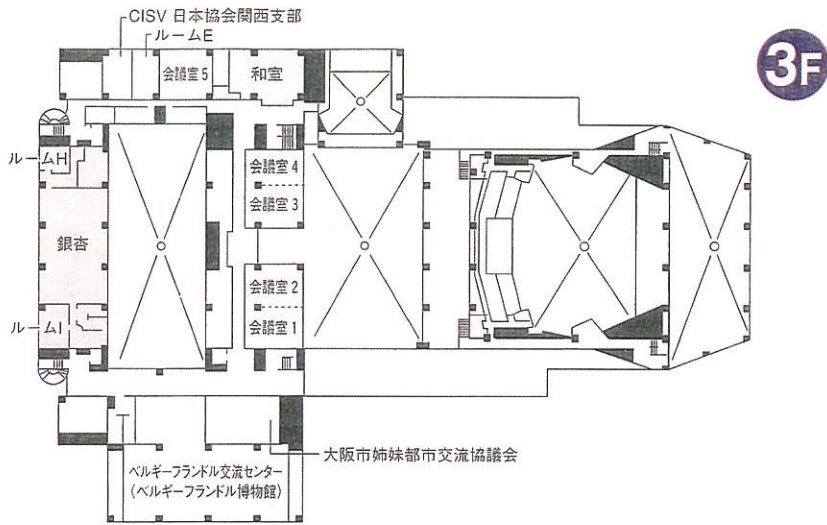 CISV 日本協会関西支部
ルームE
3F
会議室5
和室
ルームH
会議室4
会議室3
銀杏
会議室2
会議室1
ルームI
大阪市姉妹都市交流協議会
ベルギーフランドル交流センター
(ベルギーフランドル博物館)